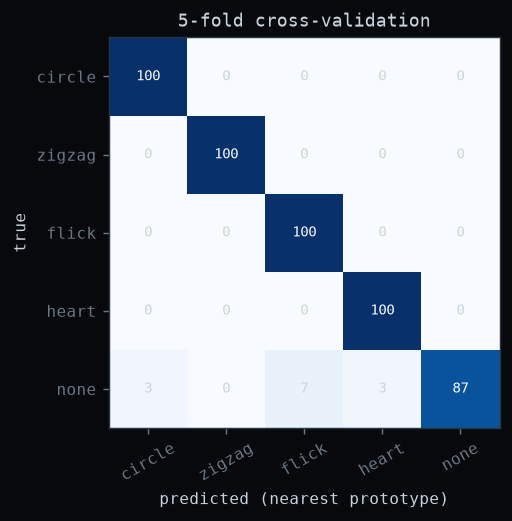 5-fold cross-validation
circle 100 0 0 0 0
zigzag 0 100 0 0 0
flick 0 0 100 0 0
heart 0 0 0 100 0
none 3 0 7 3 87
true
circle zigzag flick heart none
predicted (nearest prototype)